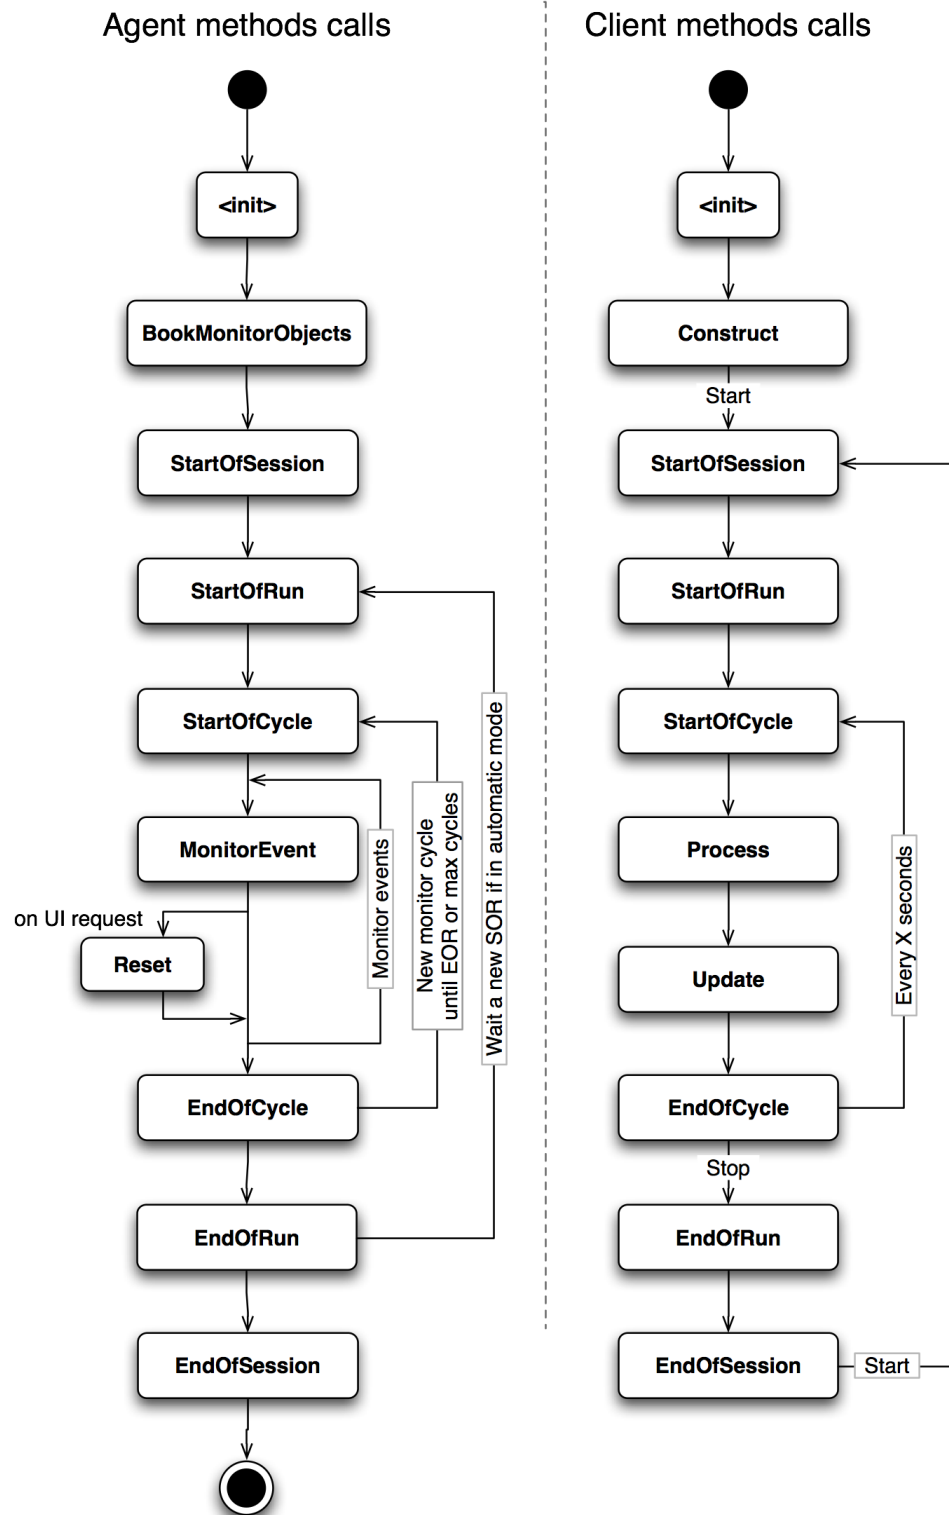 Agent methods calls
<init>
BookMonitorObjects
StartOfSession
StartOfRun
StartOfCycle
MonitorEvent
on UI request
Reset
Monitor events
New monitor cycle
until EOR or max cycles
Wait a new SOR if in automatic mode
EndOfCycle
EndOfRun
EndOfSession
Client methods calls
<init>
Construct
Start
StartOfSession
StartOfRun
StartOfCycle
Process
Update
Every X seconds
EndOfCycle
Stop
EndOfRun
EndOfSession
Start